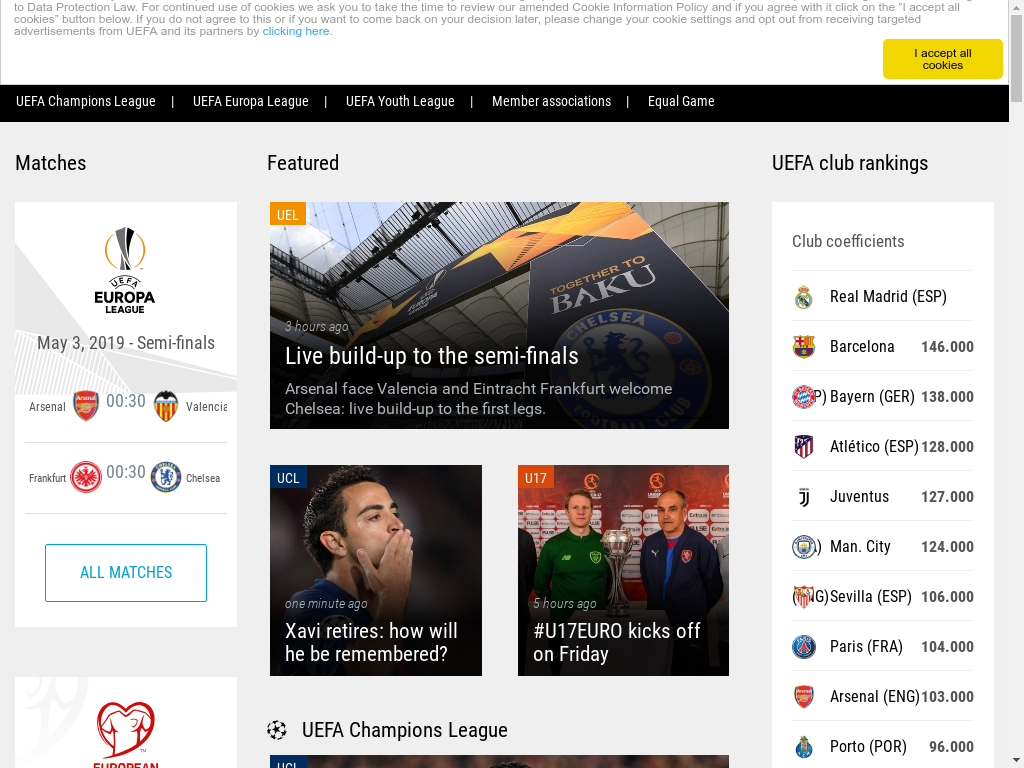 to Data Protection Law. For continued use of cookies we ask you to take the time to review our amended Cookie Information Policy and if you agree with it click on the “I accept all
cookies” button below. If you do not agree to this or if you want to come back on your decision later, please change your cookie settings and opt out from receiving targeted
advertisements from UEFA and its partners by clicking here.
I accept all
cookies
UEFA Champions League | UEFA Europa League | UEFA Youth League | Member associations | Equal Game
Matches
UEFA
EUROPA
LEAGUE
May 3, 2019 - Semi-finals
Arsenal 00:30 Valencia
Frankfurt 00:30 Chelsea
ALL MATCHES
EUROPEAN
Featured
UEL
TOGETHER TO
BAKU
CHELSEA
FOOTBALL CLUB
3 hours ago
Live build-up to the semi-finals
Arsenal face Valencia and Eintracht Frankfurt welcome
Chelsea: live build-up to the first legs.
UCL
one minute ago
Xavi retires: how will
he be remembered?
U17
5 hours ago
#U17EURO kicks off
on Friday
UEFA Champions League
UCL
UEFA club rankings
Club coefficients
Real Madrid (ESP)
Barcelona 146.000
P) Bayern (GER) 138.000
Atlético (ESP) 128.000
Juventus 127.000
) Man. City 124.000
(NG) Sevilla (ESP) 106.000
Paris (FRA) 104.000
Arsenal (ENG) 103.000
Porto (POR) 96.000